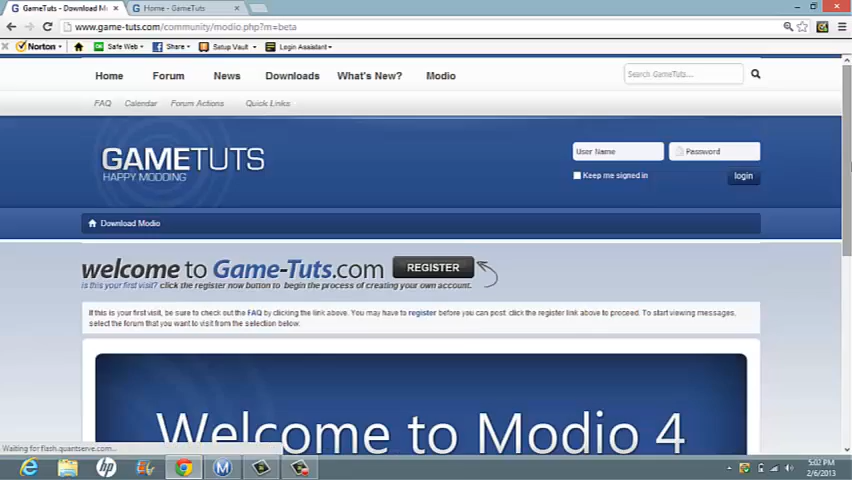 GameTuts - Download M
Home - GameTuts
www.game-tuts.com/community/modio.php?m=beta
Norton
Safe Web
Share
Setup Vault
Login Assistant
Home Forum News Downloads What's New? Modio
Search GameTuts...
FAQ Calendar Forum Actions Quick Links
GAMETUTS
HAPPY MODDING
User Name
Password
Keep me signed in
login
Download Modio
welcome to Game-Tuts.com
REGISTER
is this your first visit? click the register now button to begin the process of creating your own account.
If this is your first visit, be sure to check out the FAQ by clicking the link above. You may have to register before you can post: click the register link above to proceed. To start viewing messages,
select the forum that you want to visit from the selection below.
Welcome to Modio 4
Waiting for flash.quantserve.com...
5:02 PM
2/6/2013